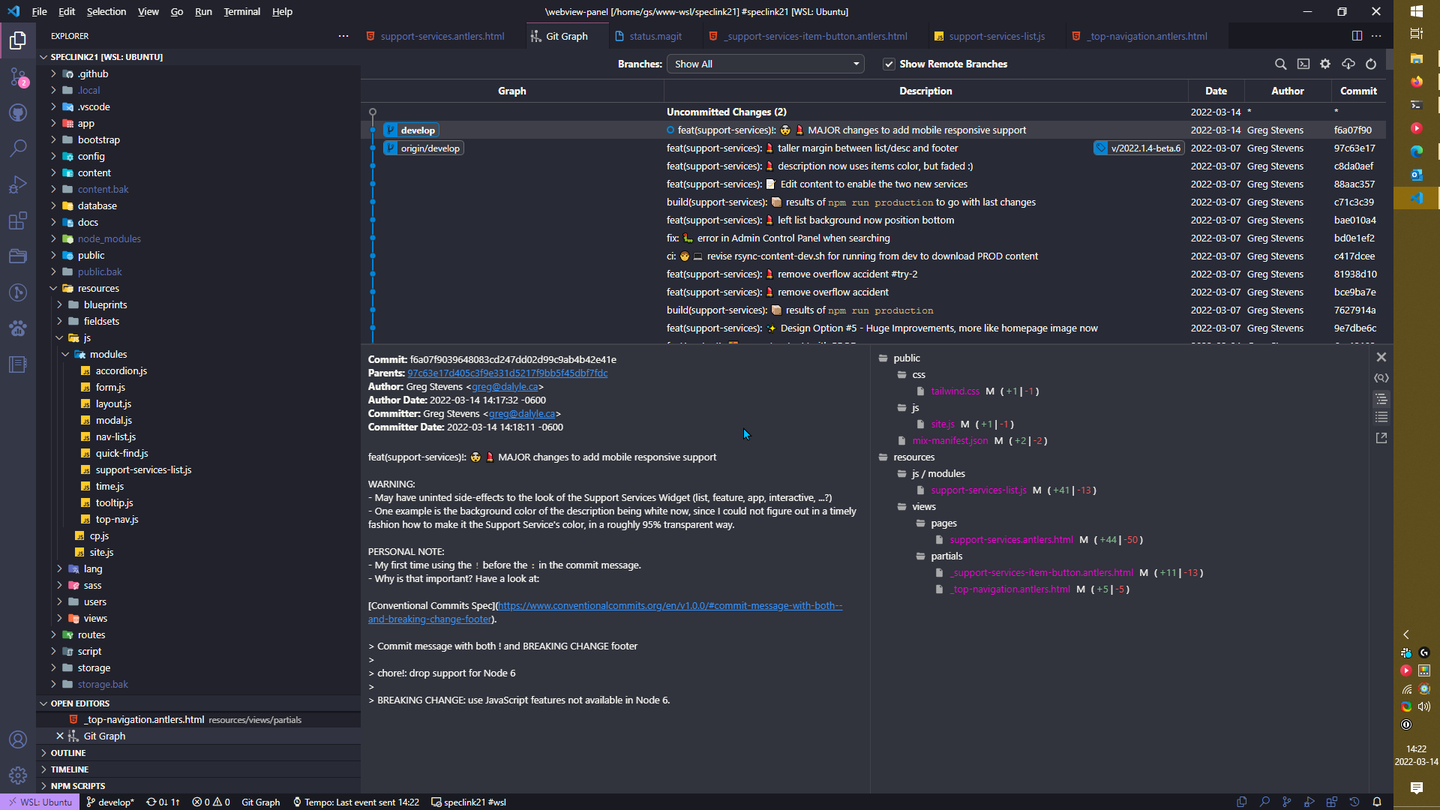 File Edit Selection View Go Run Terminal Help
\webview-panel [/home/gs/www-wsl/speclink21] #speclink21 [WSL: Ubuntu]
EXPLORER
support-services.antlers.html
Git Graph
status.magit
_support-services-item-button.antlers.html
support-services-list.js
_top-navigation.antlers.html
SPECLINK21 [WSL: UBUNTU]
.github
.local
.vscode
app
bootstrap
config
content
content.bak
database
docs
node_modules
public
public.bak
resources
blueprints
fieldsets
js
modules
accordion.js
form.js
layout.js
modal.js
nav-list.js
quick-find.js
support-services-list.js
time.js
tooltip.js
top-nav.js
cp.js
site.js
lang
sass
users
views
routes
script
storage
storage.bak
OPEN EDITORS
_top-navigation.antlers.html resources/views/partials
Git Graph
OUTLINE
TIMELINE
NPM SCRIPTS
2
Branches: Show All Show Remote Branches
Graph Description Date Author Commit
Uncommitted Changes (2) 2022-03-14 * *
develop feat(support-services)!: 🤯 💄 MAJOR changes to add mobile responsive support 2022-03-14 Greg Stevens f6a07f90
origin/develop feat(support-services): 💄 taller margin between list/desc and footer v/2022.1.4-beta.6 2022-03-07 Greg Stevens 97c63e17
feat(support-services): 💄 description now uses items color, but faded :) 2022-03-07 Greg Stevens c8da0aef
feat(support-services): 📝 Edit content to enable the two new services 2022-03-07 Greg Stevens 88aac357
build(support-services): 📦 results of npm run production to go with last changes 2022-03-07 Greg Stevens c71c3c39
feat(support-services): 💄 left list background now position bottom 2022-03-07 Greg Stevens bae010a4
fix: 🐛 error in Admin Control Panel when searching 2022-03-07 Greg Stevens bd0e1ef2
ci: 🧑 💻 revise rsync-content-dev.sh for running from dev to download PROD content 2022-03-07 Greg Stevens c417dcee
feat(support-services): 💄 remove overflow accident #try-2 2022-03-07 Greg Stevens 81938d10
feat(support-services): 💄 remove overflow accident 2022-03-07 Greg Stevens bce9ba7e
build(support-services): 📦 results of npm run production 2022-03-07 Greg Stevens 7627914a
feat(support-services): ✨ Design Option #5 - Huge Improvements, more like homepage image now 2022-03-07 Greg Stevens 9e7dbe6c
Commit: f6a07f9039648083cd247dd02d99c9ab4b42e41e
Parents: 97c63e17d405c3f9e331d5217f9bb5f45dbf7fdc
Author: Greg Stevens <greg@dalyle.ca>
Author Date: 2022-03-14 14:17:32 -0600
Committer: Greg Stevens <greg@dalyle.ca>
Committer Date: 2022-03-14 14:18:11 -0600
feat(support-services)!: 🤯 💄 MAJOR changes to add mobile responsive support
WARNING:
- May have uninted side-effects to the look of the Support Services Widget (list, feature, app, interactive, ...?)
- One example is the background color of the description being white now, since I could not figure out in a timely
fashion how to make it the Support Service's color, in a roughly 95% transparent way.
PERSONAL NOTE:
- My first time using the ! before the : in the commit message.
- Why is that important? Have a look at:
[Conventional Commits Spec](https://www.conventionalcommits.org/en/v1.0.0/#commit-message-with-both--
and-breaking-change-footer).
> Commit message with both ! and BREAKING CHANGE footer
>
> chore!: drop support for Node 6
>
> BREAKING CHANGE: use JavaScript features not available in Node 6.
public
css
tailwind.css M (+1|-1)
js
site.js M (+1|-1)
mix-manifest.json M (+2|-2)
resources
js / modules
support-services-list.js M (+41|-13)
views
pages
support-services.antlers.html M (+44|-50)
partials
_support-services-item-button.antlers.html M (+11|-13)
_top-navigation.antlers.html M (+5|-5)
14:22
2022-03-14
WSL: Ubuntu develop* 0↓ 1↑ 0 0 Git Graph Tempo: Last event sent 14:22 speclink21 #wsl